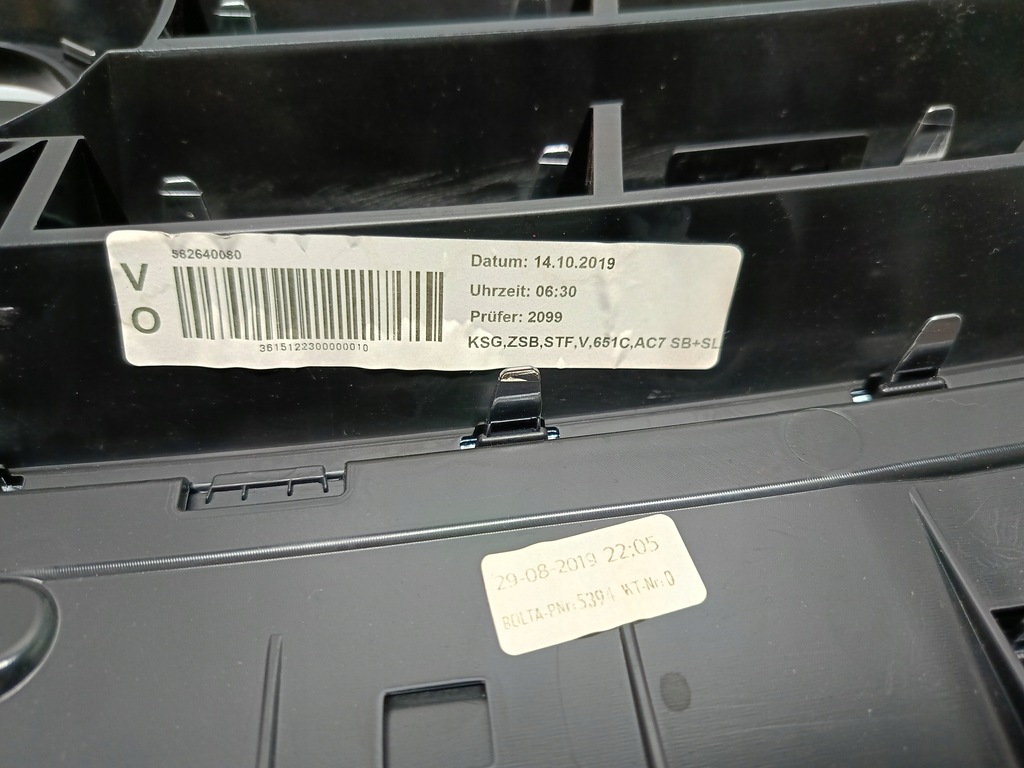 V
O
982640080
3615122300000010
Datum: 14.10.2019
Uhrzeit: 06:30
Prüfer: 2099
KSG,ZSB,STF,V,651C,AC7 SB+SL
29-08-2019 22:05
BOLTA-PNr:5394 WT-Nr:0